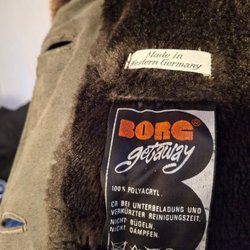 Made in
Western Germany
BORG®
getaway
100% POLYACRYL.
CR BEI UNTERBELADUNG UND
VERKÜRZTER REINIGUNGSZEIT.
NICHT BÜGELN.
NICHT DÄMPFEN.